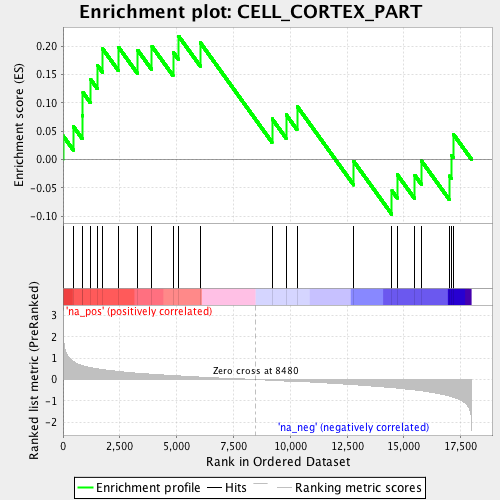 Enrichment plot: CELL_CORTEX_PART
Enrichment score (ES)
0.20
0.15
0.10
0.05
0.00
-0.05
-0.10
'na_pos' (positively correlated)
Ranked list metric (PreRanked)
3
2
1
0
-1
-2
Zero cross at 8480
'na_neg' (negatively correlated)
0
2,500
5,000
7,500
10,000
12,500
15,000
17,500
Rank in Ordered Dataset
Enrichment profile
Hits
Ranking metric scores